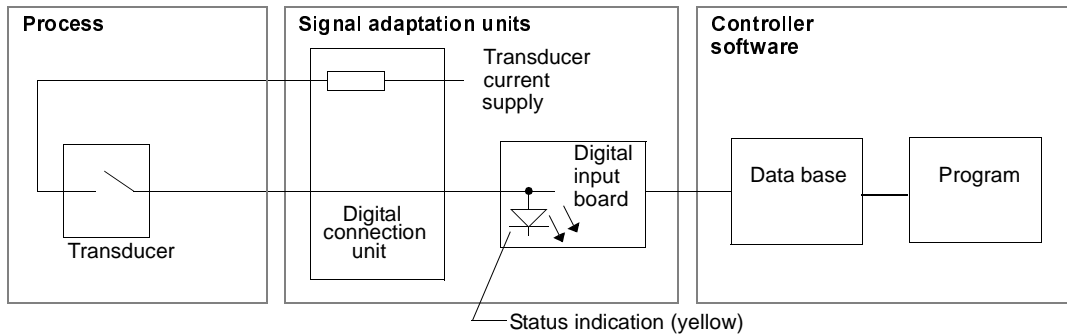 Process
Signal adaptation units
Controller
software
Transducer
current
supply
Digital
input
board
Data base
Program
Digital
connection
unit
Transducer
Status indication (yellow)